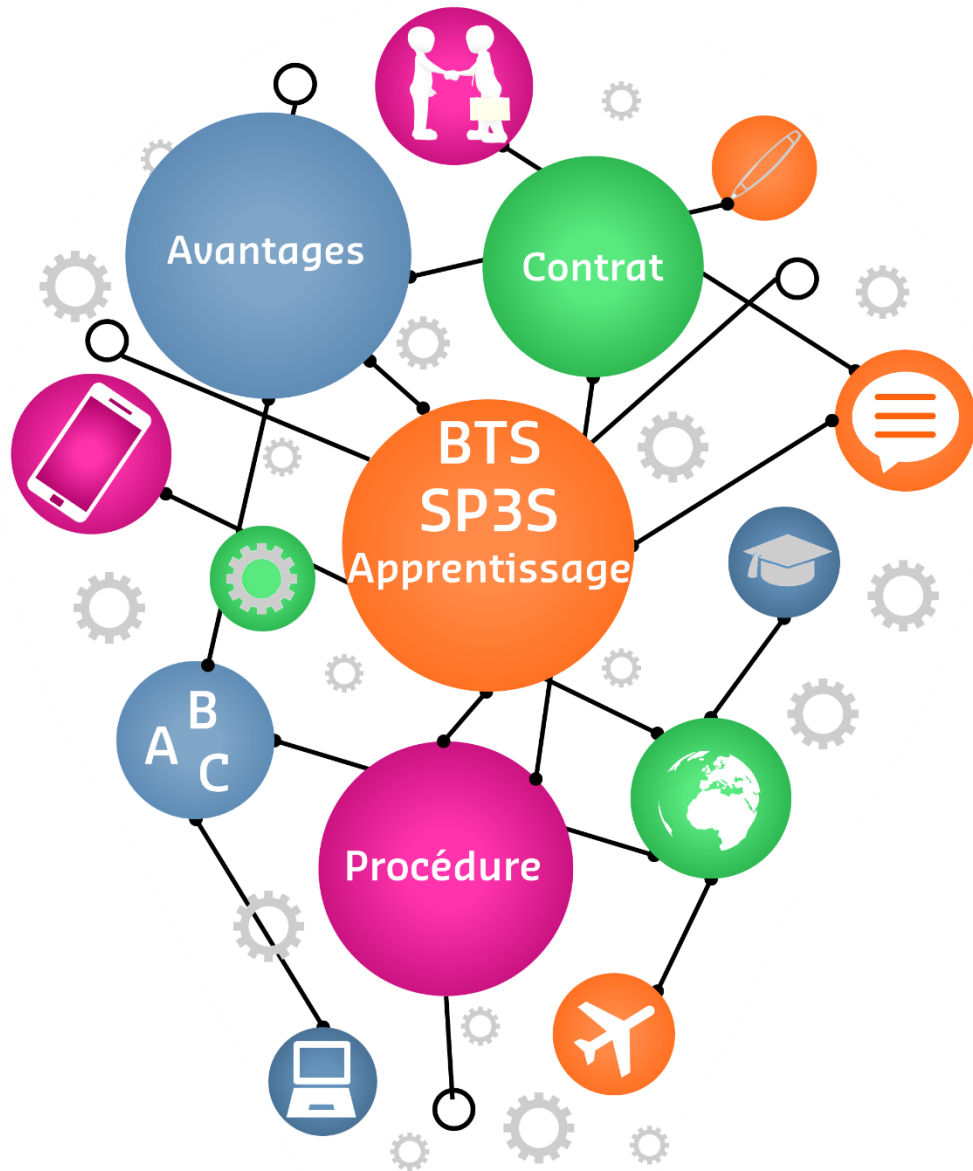 Avantages
Contrat
BTS
SP3S
Apprentissage
B
A
C
Procédure